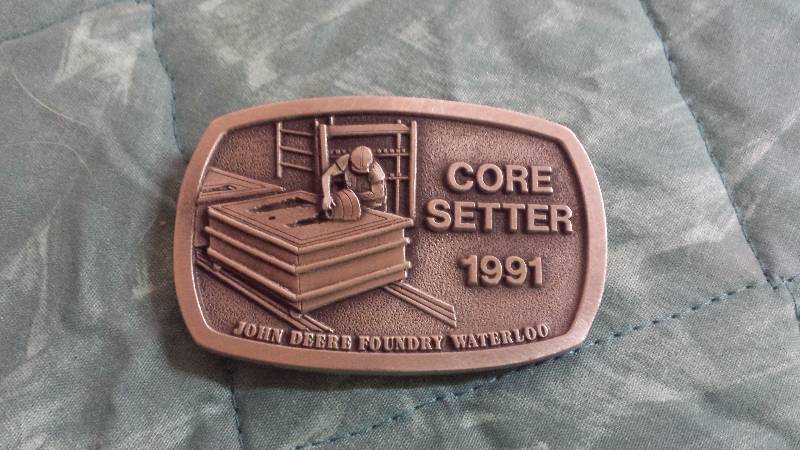 CORE
SETTER
1991
JOHN DEERE FOUNDRY WATERLOO